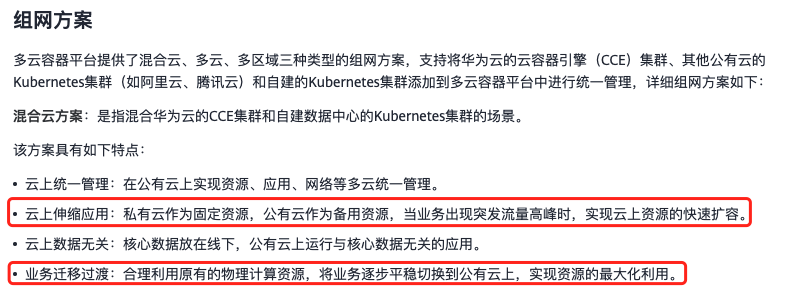 组网方案
多云容器平台提供了混合云、多云、多区域三种类型的组网方案，支持将华为云的云容器引擎（CCE）集群、其他公有云的
Kubernetes集群（如阿里云、腾讯云）和自建的Kubernetes集群添加到多云容器平台中进行统一管理，详细组网方案如下：
混合云方案：是指混合华为云的CCE集群和自建数据中心的Kubernetes集群的场景。
该方案具有如下特点：
• 云上统一管理：在公有云上实现资源、应用、网络等多云统一管理。
• 云上伸缩应用：私有云作为固定资源，公有云作为备用资源，当业务出现突发流量高峰时，实现云上资源的快速扩容。
• 云上数据无关：核心数据放在线下，公有云上运行与核心数据无关的应用。
• 业务迁移过渡：合理利用原有的物理计算资源，将业务逐步平稳切换到公有云上，实现资源的最大化利用。